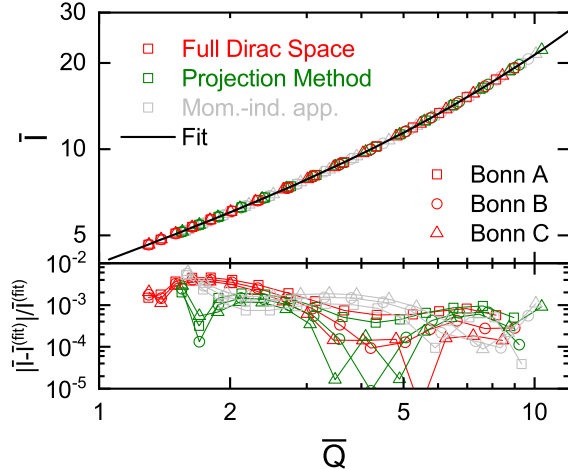 30
20
10
5
Ī
Full Dirac Space
Projection Method
Mom.-ind. app.
Fit
Bonn A
Bonn B
Bonn C
10⁻²
10⁻³
10⁻⁴
10⁻⁵
|Ī-Ī⁽ᶠⁱᵗ⁾|/Ī⁽ᶠⁱᵗ⁾
1 2 5 10
Q̅